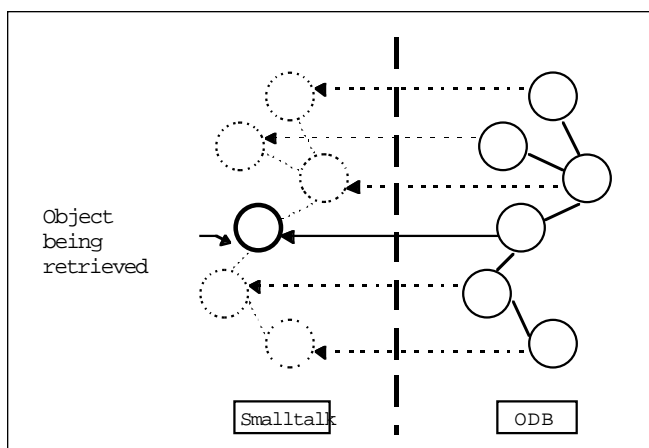 Object
being
retrieved
Smalltalk
ODB